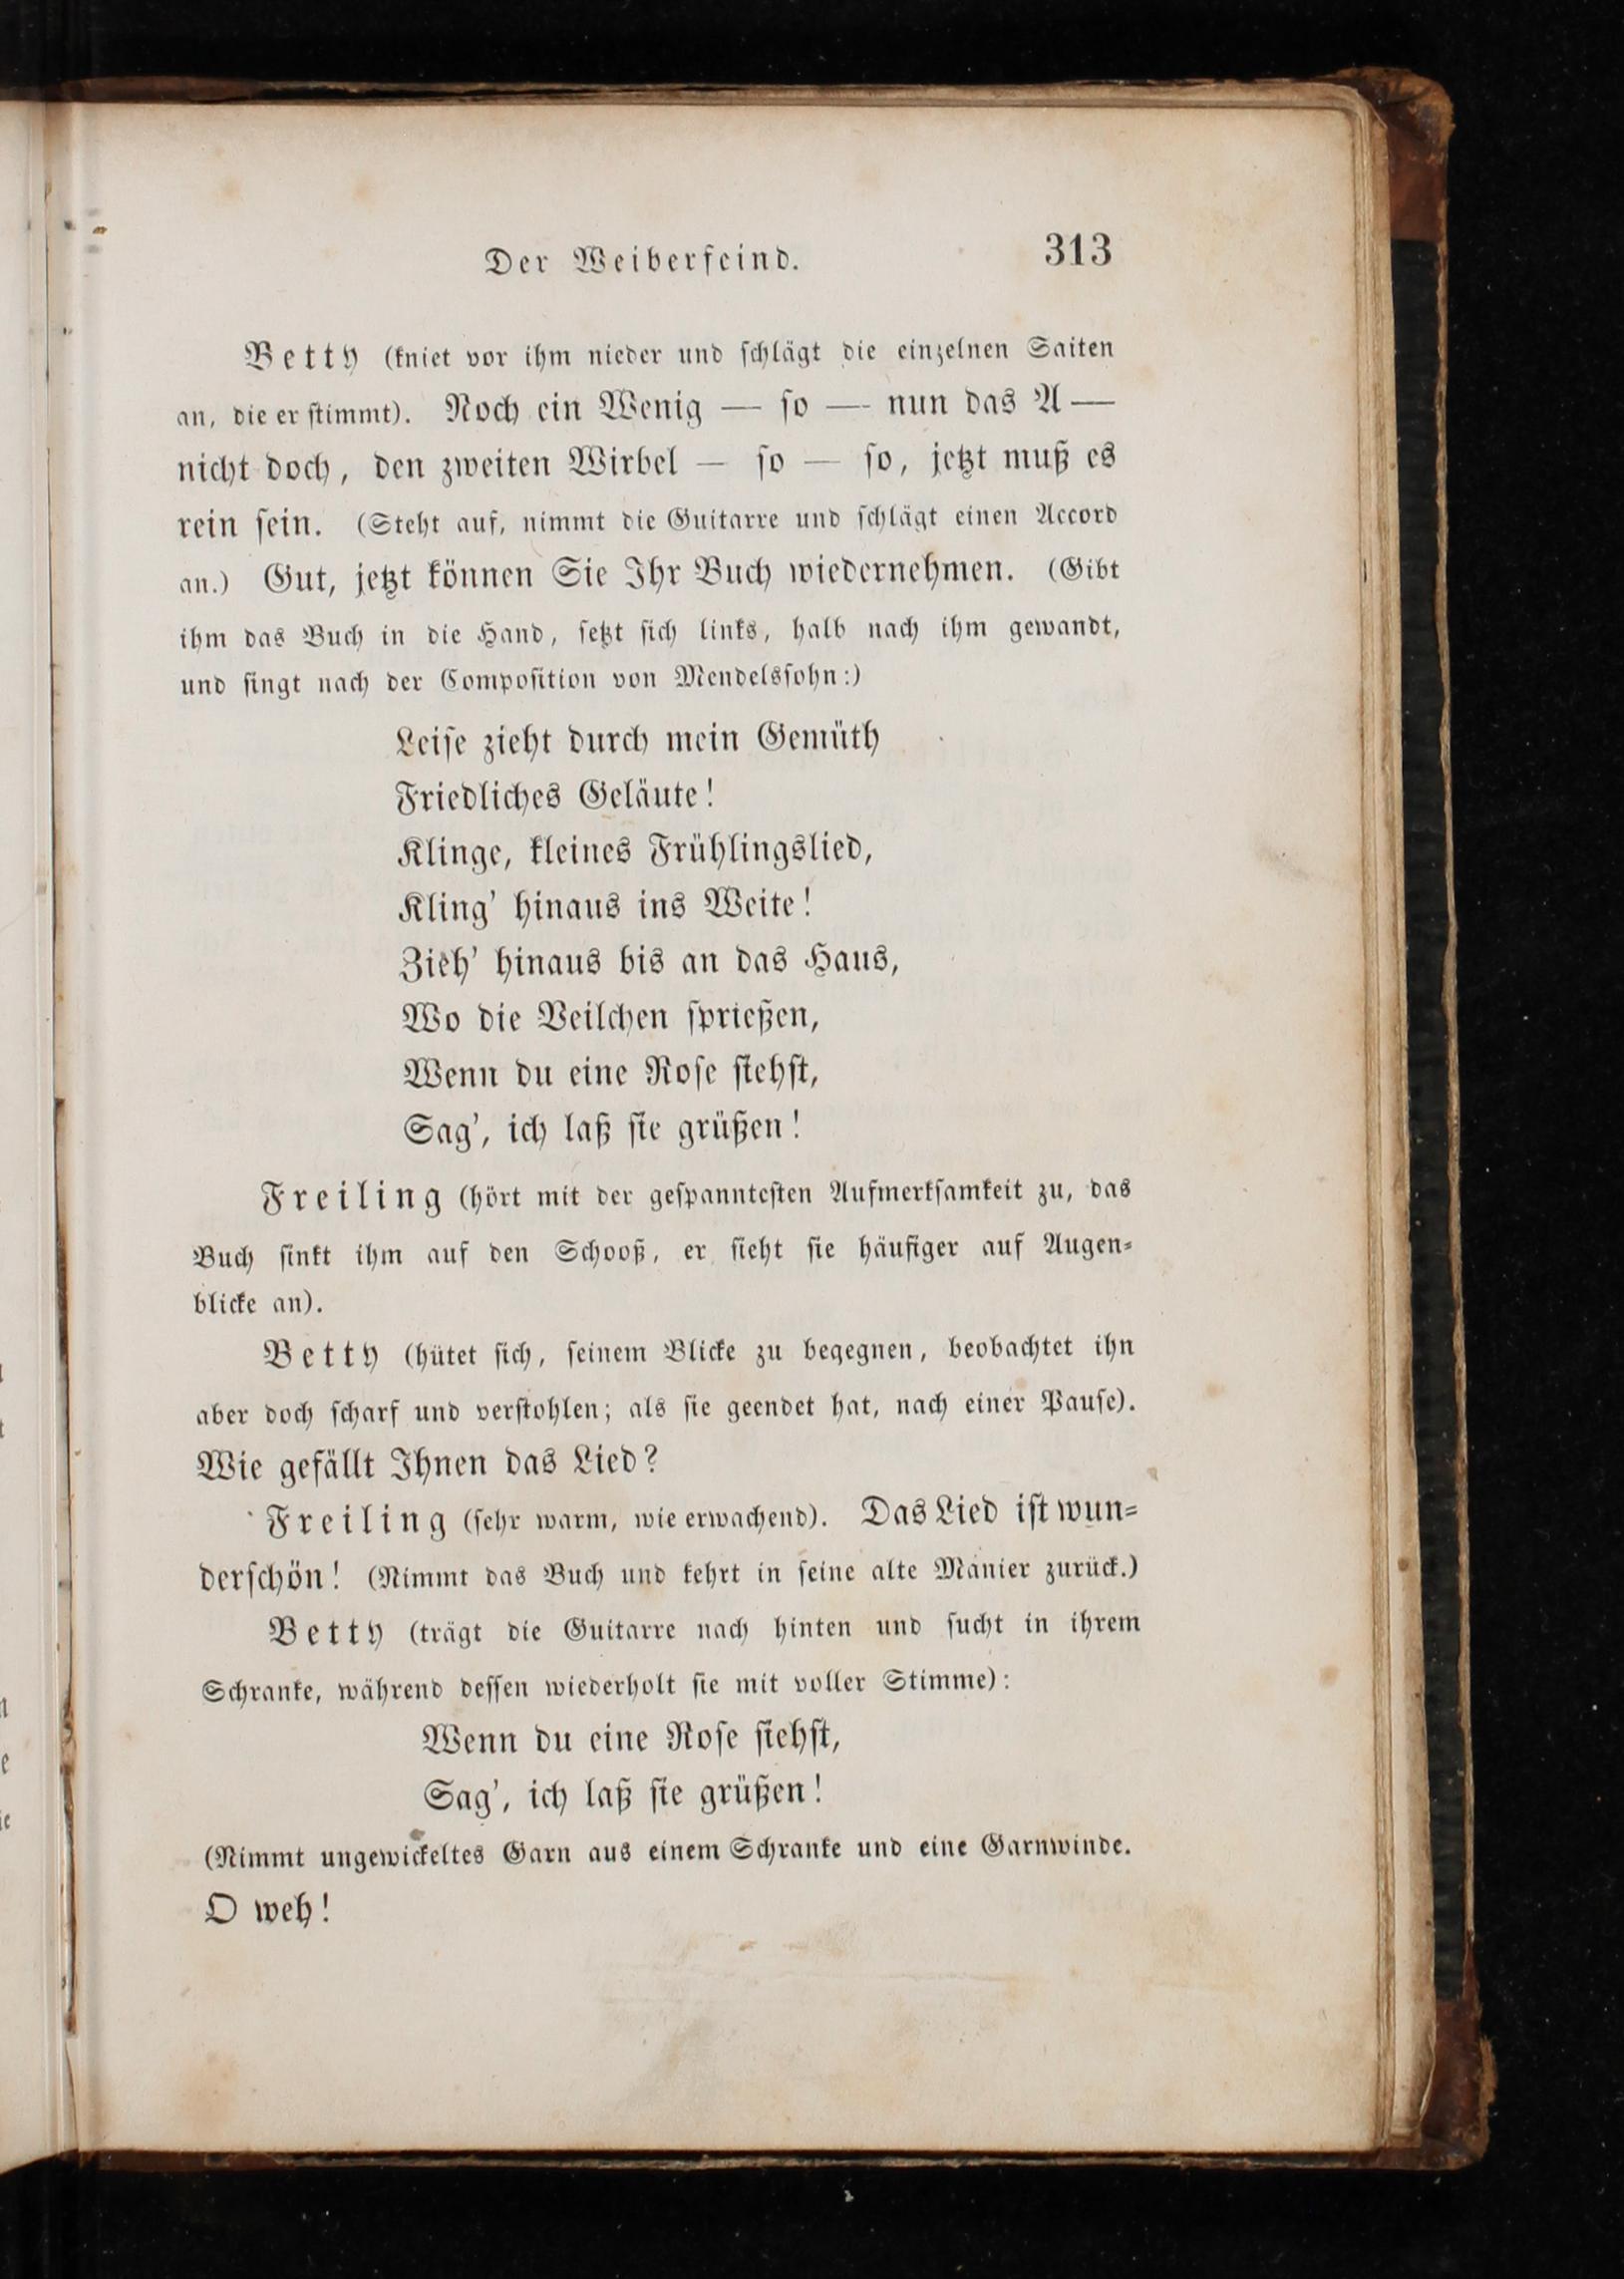 Der Weiberfeind. 313
Betty (kniet vor ihm nieder und schlägt die einzelnen Saiten
an, die er stimmt). Noch ein Wenig — so — nun das A —
nicht doch, den zweiten Wirbel — so — so, jetzt muß es
rein sein. (Steht auf, nimmt die Guitarre und schlägt einen Accord
an.) Gut, jetzt können Sie Ihr Buch wiedernehmen. (Gibt
ihm das Buch in die Hand, setzt sich links, halb nach ihm gewandt,
und singt nach der Composition von Mendelssohn:)
Leise zieht durch mein Gemüth
Friedliches Geläute!
Klinge, kleines Frühlingslied,
Kling' hinaus ins Weite!
Zieh' hinaus bis an das Haus,
Wo die Veilchen sprießen,
Wenn du eine Rose siehst,
Sag', ich laß sie grüßen!
Freiling (hört mit der gespanntesten Aufmerksamkeit zu, das
Buch sinkt ihm auf den Schooß, er sieht sie häufiger auf Augen-
blicke an).
Betty (hütet sich, seinem Blicke zu begegnen, beobachtet ihn
aber doch scharf und verstohlen; als sie geendet hat, nach einer Pause).
Wie gefällt Ihnen das Lied?
Freiling (sehr warm, wie erwachend). Das Lied ist wun-
derschön! (Nimmt das Buch und kehrt in seine alte Manier zurück.)
Betty (trägt die Guitarre nach hinten und sucht in ihrem
Schranke, während dessen wiederholt sie mit voller Stimme):
Wenn du eine Rose siehst,
Sag', ich laß sie grüßen!
(Nimmt ungewickeltes Garn aus einem Schranke und eine Garnwinde.
O weh!